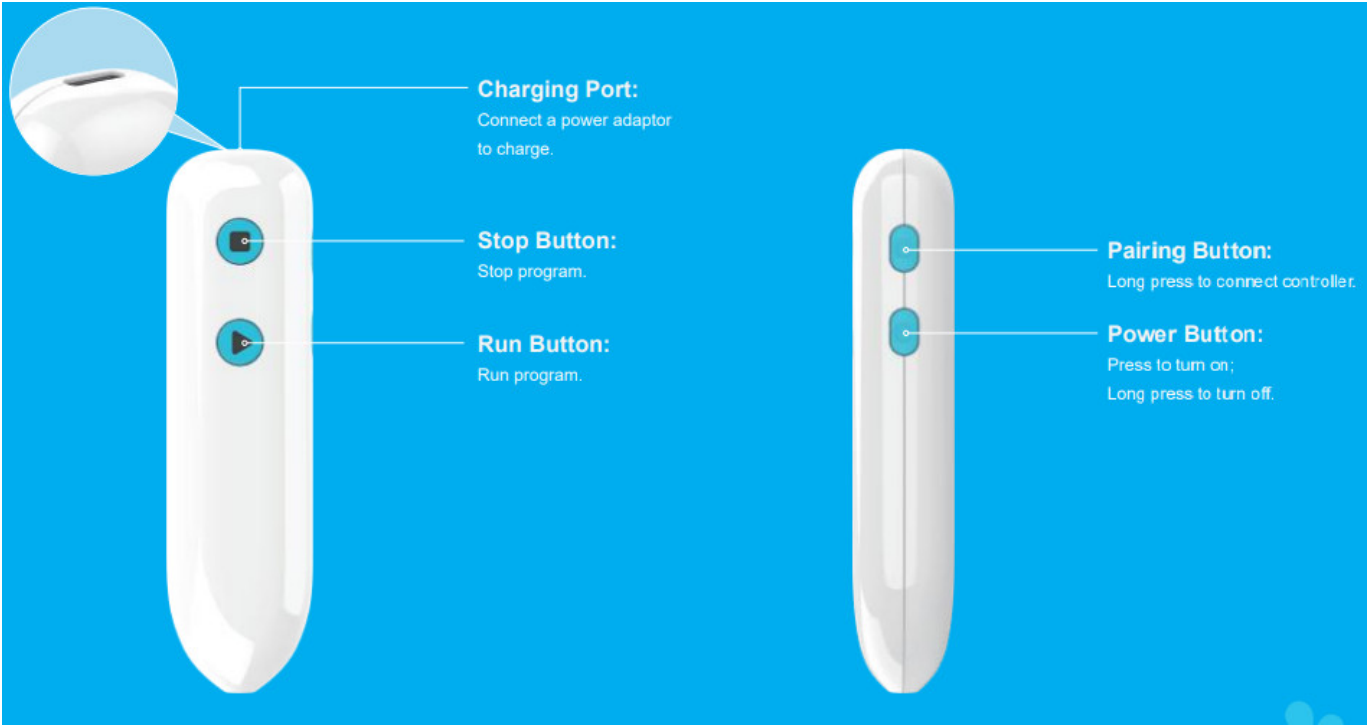 Charging Port:
Connect a power adaptor
to charge.
Stop Button:
Stop program.
Run Button:
Run program.
Pairing Button:
Long press to connect controller.
Power Button:
Press to turn on;
Long press to turn off.